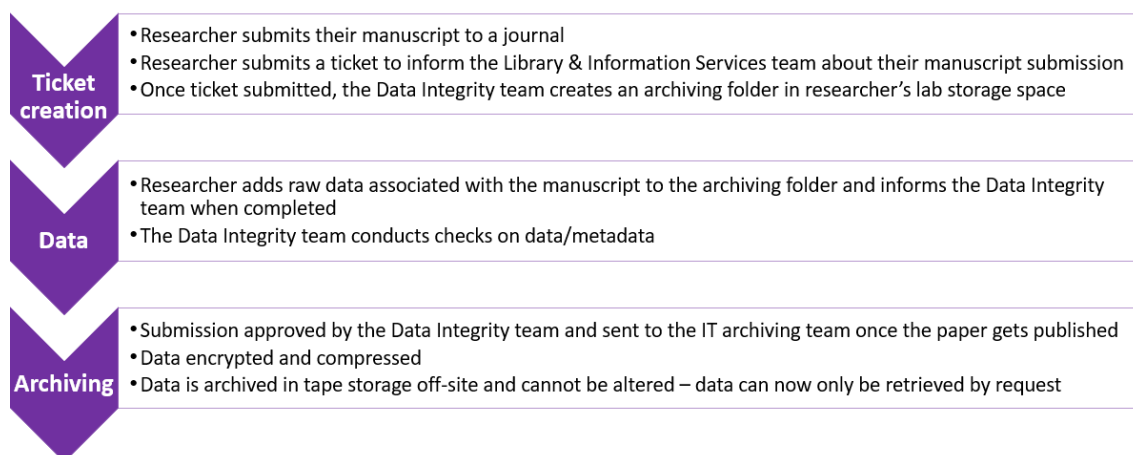 Ticket
creation
• Researcher submits their manuscript to a journal
• Researcher submits a ticket to inform the Library & Information Services team about their manuscript submission
• Once ticket submitted, the Data Integrity team creates an archiving folder in researcher’s lab storage space
Data
• Researcher adds raw data associated with the manuscript to the archiving folder and informs the Data Integrity
team when completed
• The Data Integrity team conducts checks on data/metadata
Archiving
• Submission approved by the Data Integrity team and sent to the IT archiving team once the paper gets published
• Data encrypted and compressed
• Data is archived in tape storage off-site and cannot be altered – data can now only be retrieved by request